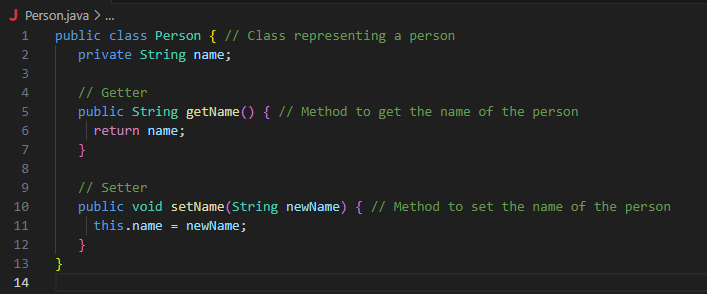 J Person.java > ...
1 public class Person { // Class representing a person
2 private String name;
3
4 // Getter
5 public String getName() { // Method to get the name of the person
6 return name;
7 }
8
9 // Setter
10 public void setName(String newName) { // Method to set the name of the person
11 this.name = newName;
12 }
13 }
14